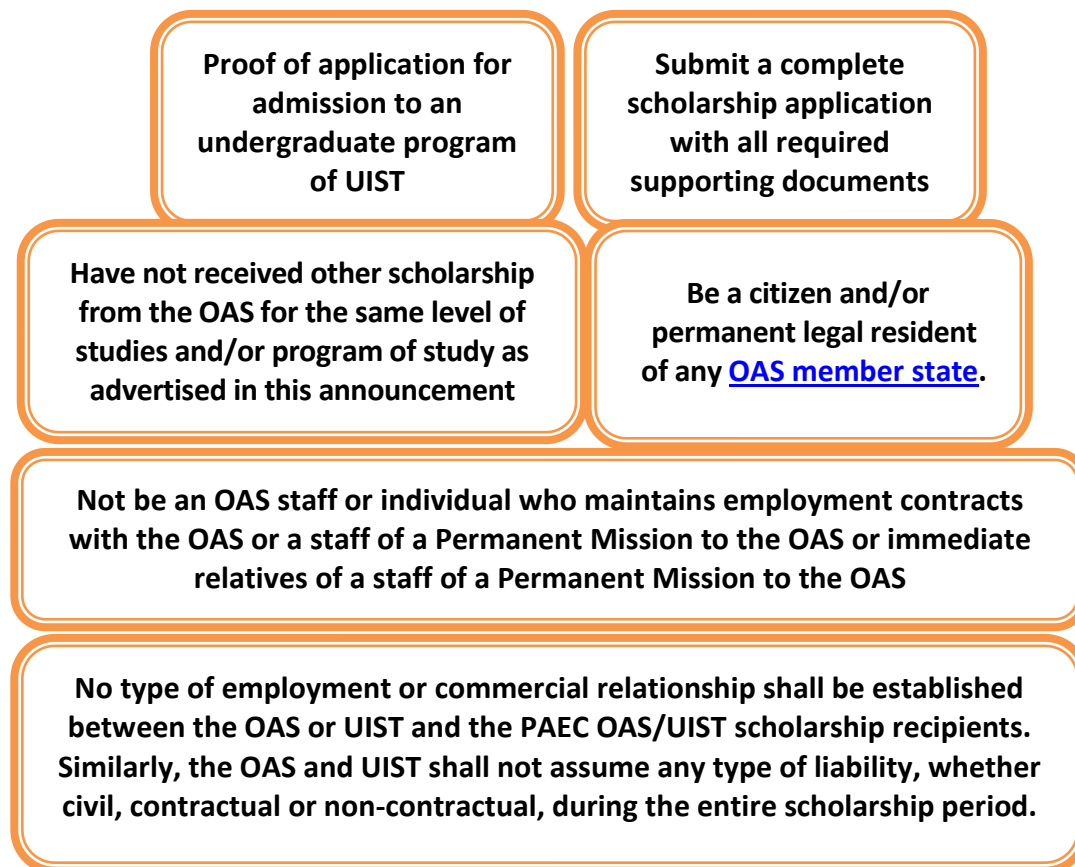 Proof of application for
admission to an
undergraduate program
of UIST
Submit a complete
scholarship application
with all required
supporting documents
Have not received other scholarship
from the OAS for the same level of
studies and/or program of study as
advertised in this announcement
Be a citizen and/or
permanent legal resident
of any OAS member state.
Not be an OAS staff or individual who maintains employment contracts
with the OAS or a staff of a Permanent Mission to the OAS or immediate
relatives of a staff of a Permanent Mission to the OAS
No type of employment or commercial relationship shall be established
between the OAS or UIST and the PAEC OAS/UIST scholarship recipients.
Similarly, the OAS and UIST shall not assume any type of liability, whether
civil, contractual or non-contractual, during the entire scholarship period.